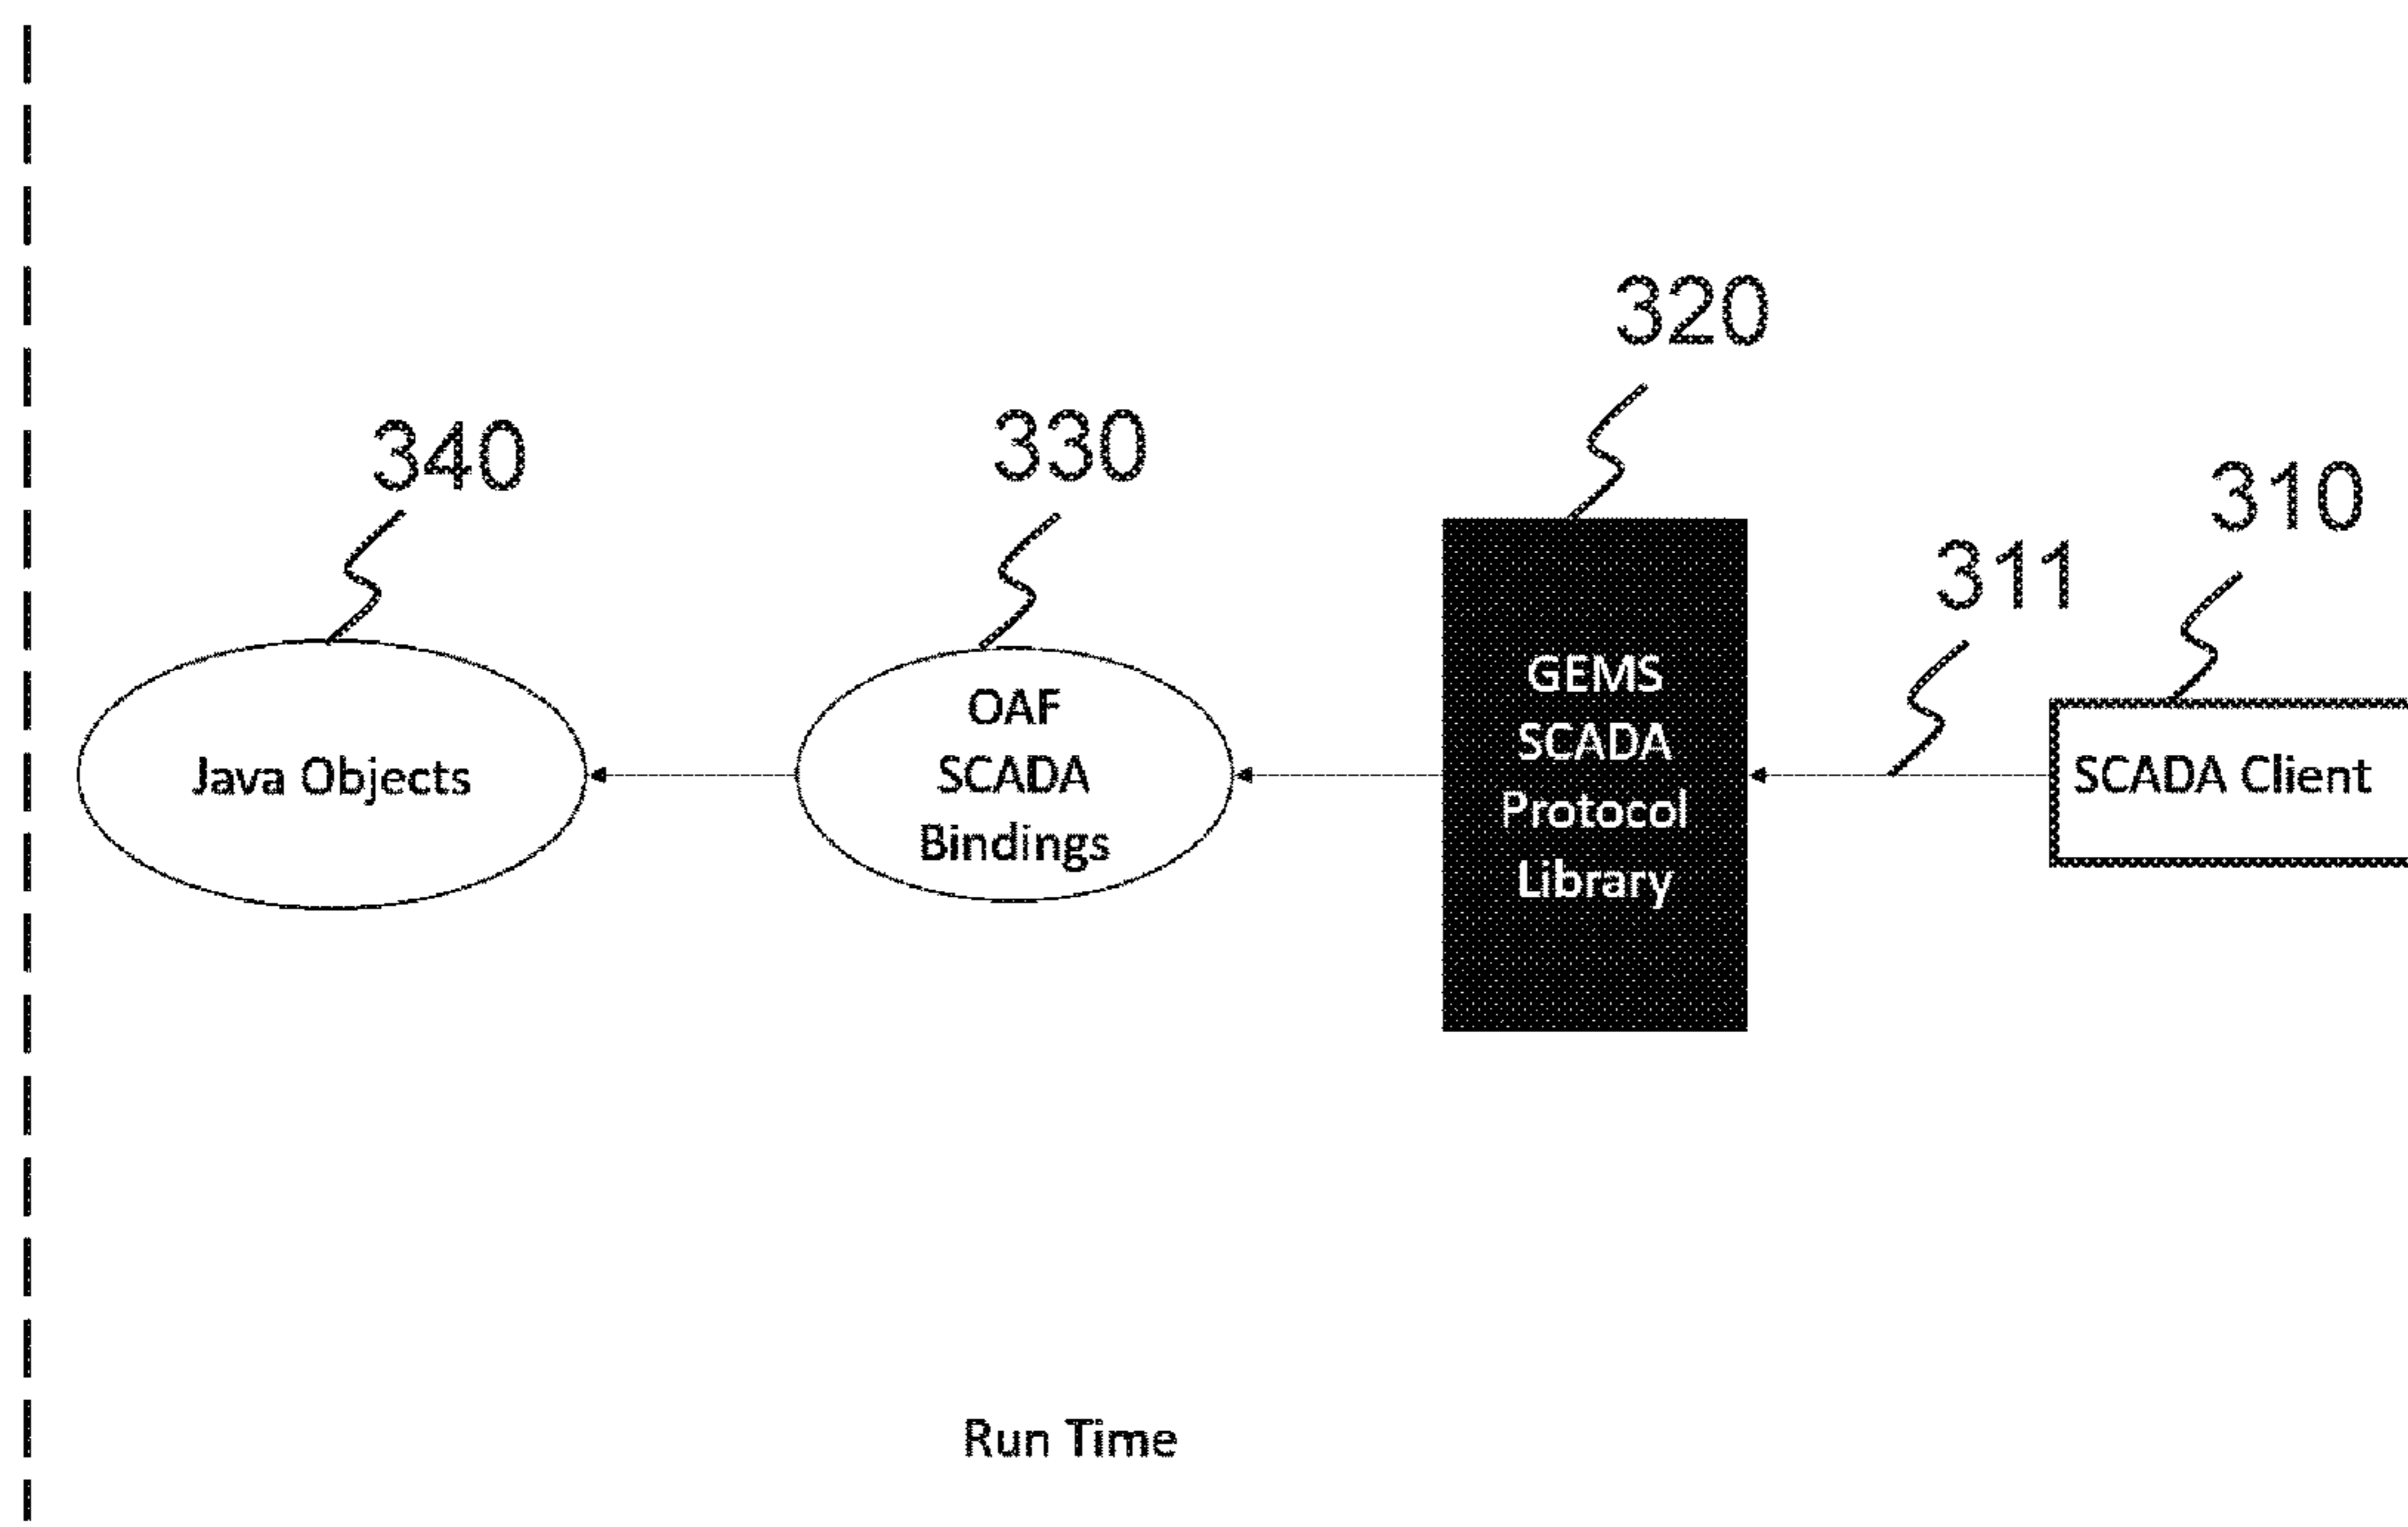 320
340
330
310
311
Java Objects
OAF
SCADA
Bindings
GEMS
SCADA
Protocol
Library
SCADA Client
Run Time